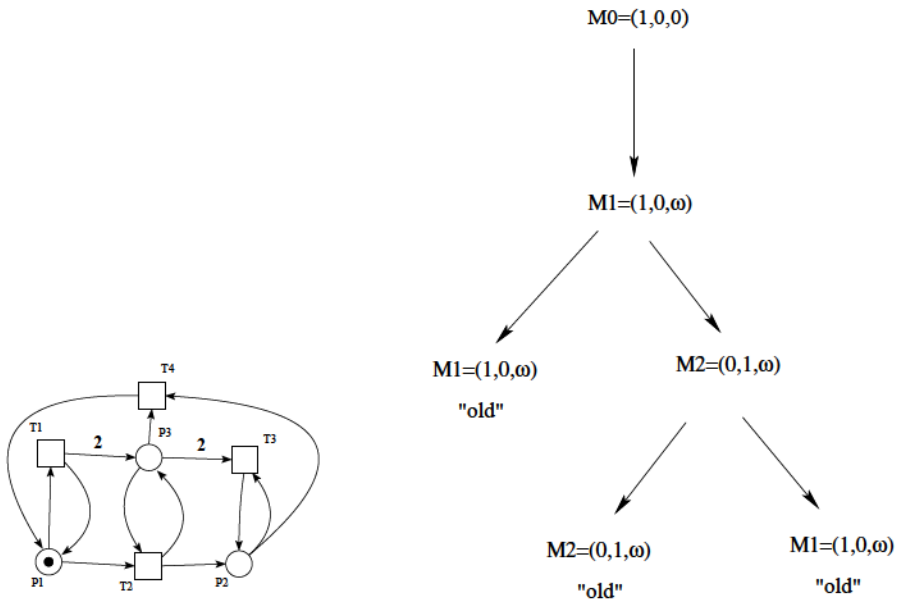 T4
P3
T1
2
2
T3
P1
T2
P2
M0=(1,0,0)
M1=(1,0,ω)
M1=(1,0,ω)
"old"
M2=(0,1,ω)
M2=(0,1,ω)
"old"
M1=(1,0,ω)
"old"